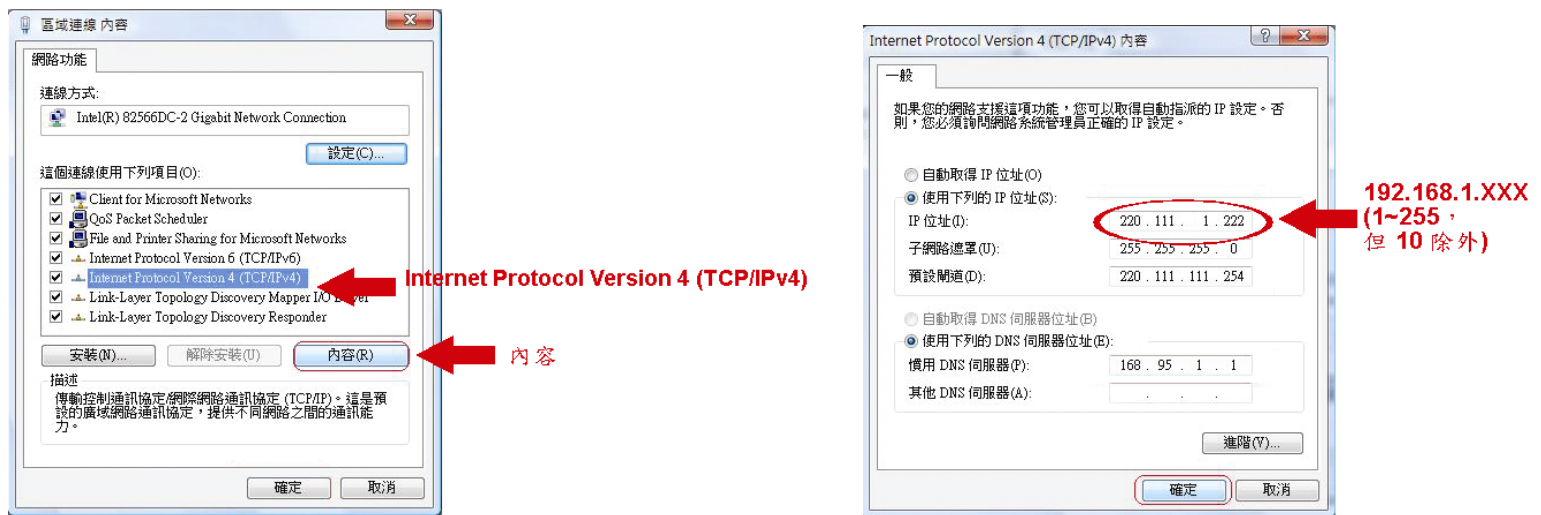 區域連線 內容
網路功能
連線方式:
Intel(R) 82566DC-2 Gigabit Network Connection
設定(C)...
這個連線使用下列項目(O):
Client for Microsoft Networks
QoS Packet Scheduler
File and Printer Sharing for Microsoft Networks
Internet Protocol Version 6 (TCP/IPv6)
Internet Protocol Version 4 (TCP/IPv4)
Link-Layer Topology Discovery Mapper I/O Driver
Link-Layer Topology Discovery Responder
安裝(N)...
解除安裝(U)
內容(R)
描述
傳輸控制通訊協定/網際網路通訊協定 (TCP/IP)。這是預
設的廣域網路通訊協定,提供不同網路之間的通訊能
力。
確定
取消
Internet Protocol Version 4 (TCP/IPv4)
內容
Internet Protocol Version 4 (TCP/IPv4) 內容
一般
如果您的網路支援這項功能,您可以取得自動指派的 IP 設定。否
則,您必須詢問網路系統管理員正確的 IP 設定。
自動取得 IP 位址(O)
使用下列的 IP 位址(S):
IP 位址(I): 220 . 111 . 1 . 222
子網路遮罩(U): 255 . 255 . 255 . 0
預設閘道(D): 220 . 111 . 111 . 254
自動取得 DNS 伺服器位址(B)
使用下列的 DNS 伺服器位址(E):
慣用 DNS 伺服器(P): 168 . 95 . 1 . 1
其他 DNS 伺服器(A): . . .
進階(V)...
確定
取消
192.168.1.XXX
(1~255,
但 10 除外)